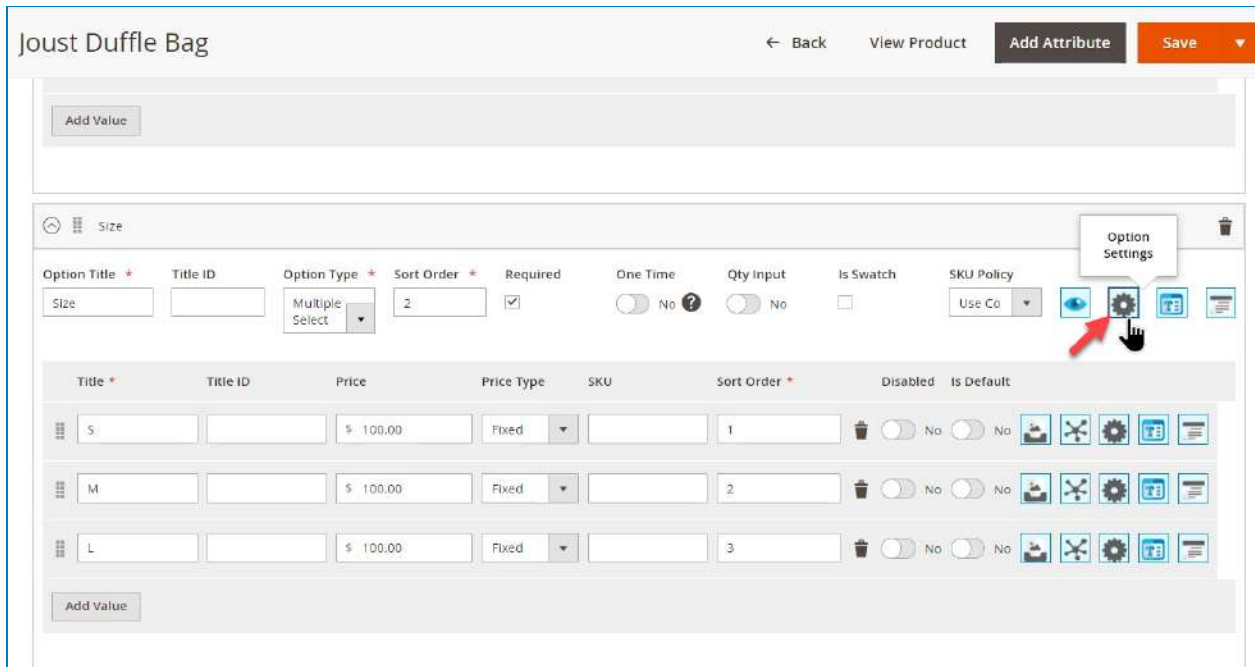 Joust Duffle Bag
← Back View Product Add Attribute Save
Add Value
Size
Option
Settings
Option Title * Title ID Option Type * Sort Order * Required One Time Qty Input Is Swatch SKU Policy
Size Multiple 2 No ? No Use Co
Select
Title * Title ID Price Price Type SKU Sort Order * Disabled Is Default
S $ 100.00 Fixed 1 No No
M $ 100.00 Fixed 2 No No
L $ 100.00 Fixed 3 No No
Add Value